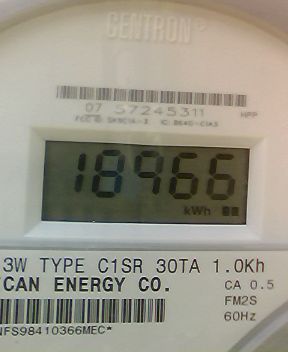 CENTRON®
07 57245311 HPP
18966
kWh
3W TYPE C1SR 30TA 1.0Kh
CAN ENERGY CO.
CA 0.5
FM2S
60Hz
NFS98410366MEC*